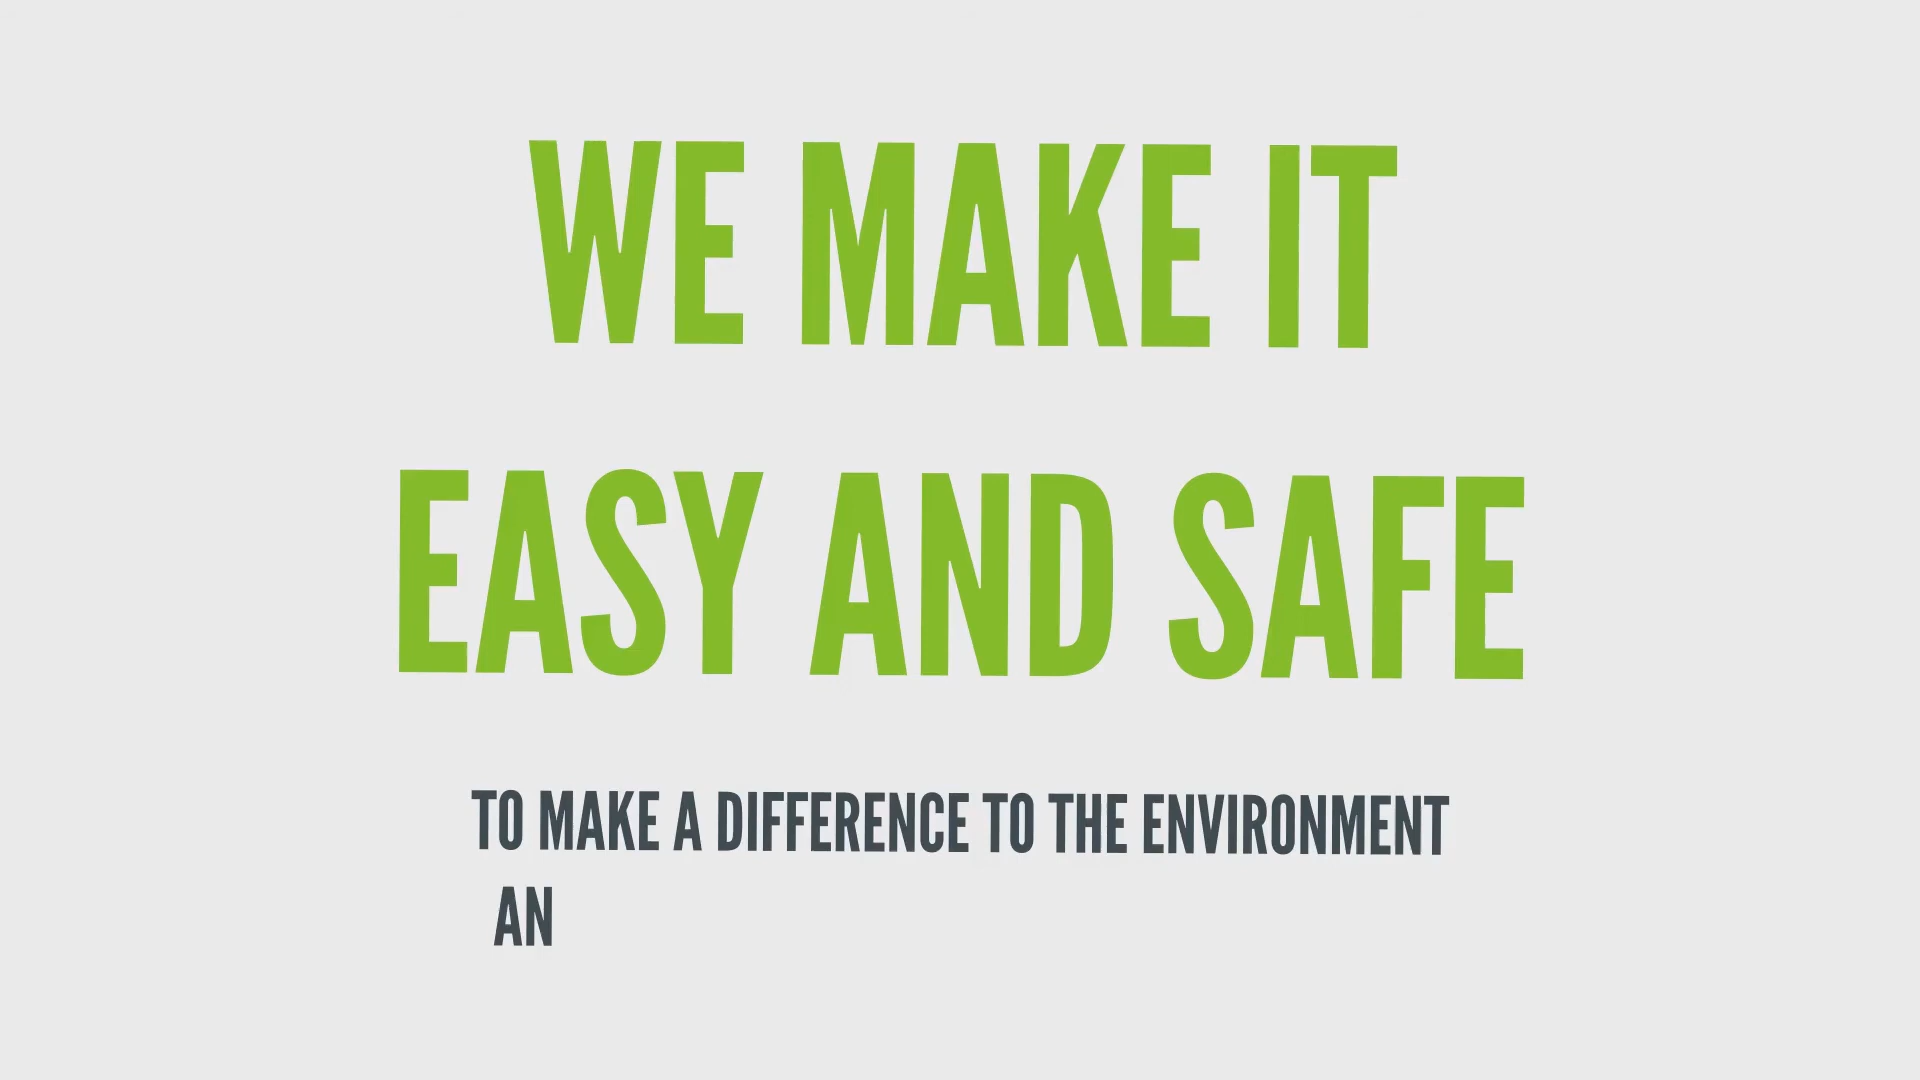 WE MAKE IT
EASY AND SAFE
TO MAKE A DIFFERENCE TO THE ENVIRONMENT
AN